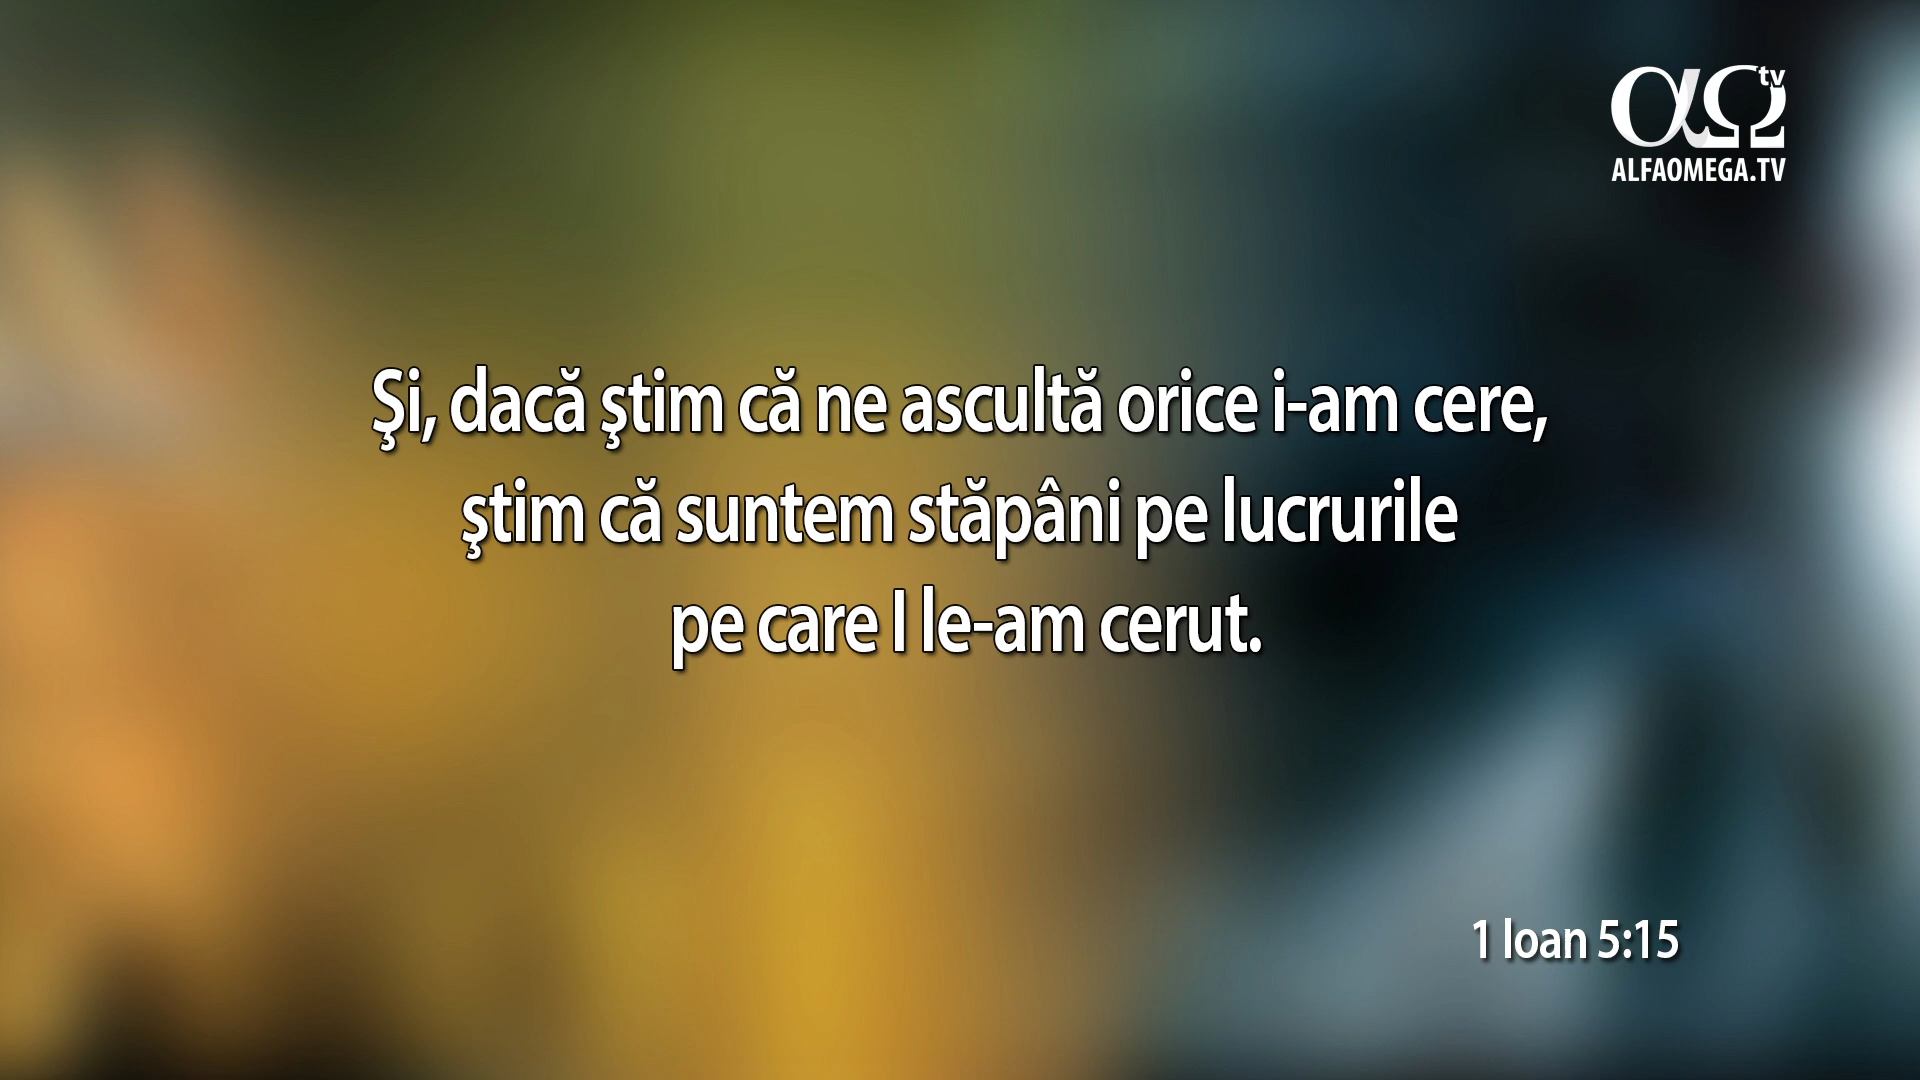 αΩ tv
ALFAOMEGA.TV
Şi, dacă ştim că ne ascultă orice i-am cere,
ştim că suntem stăpâni pe lucrurile
pe care I le-am cerut.
1 Ioan 5:15